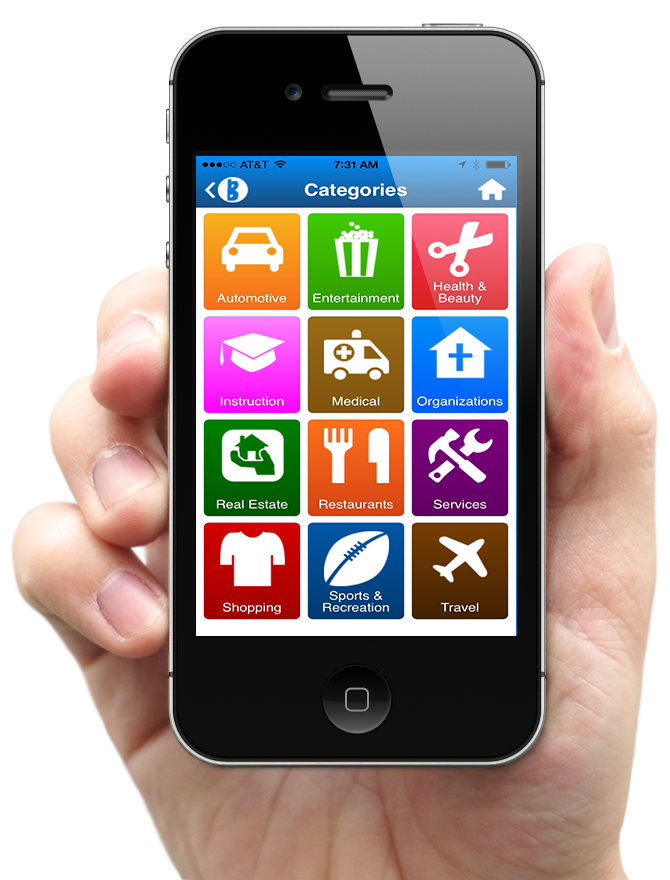 AT&T 7:31 AM
B Categories
Automotive Entertainment Health &
Beauty
Instruction Medical Organizations
Real Estate Restaurants Services
Shopping Sports &
Recreation Travel